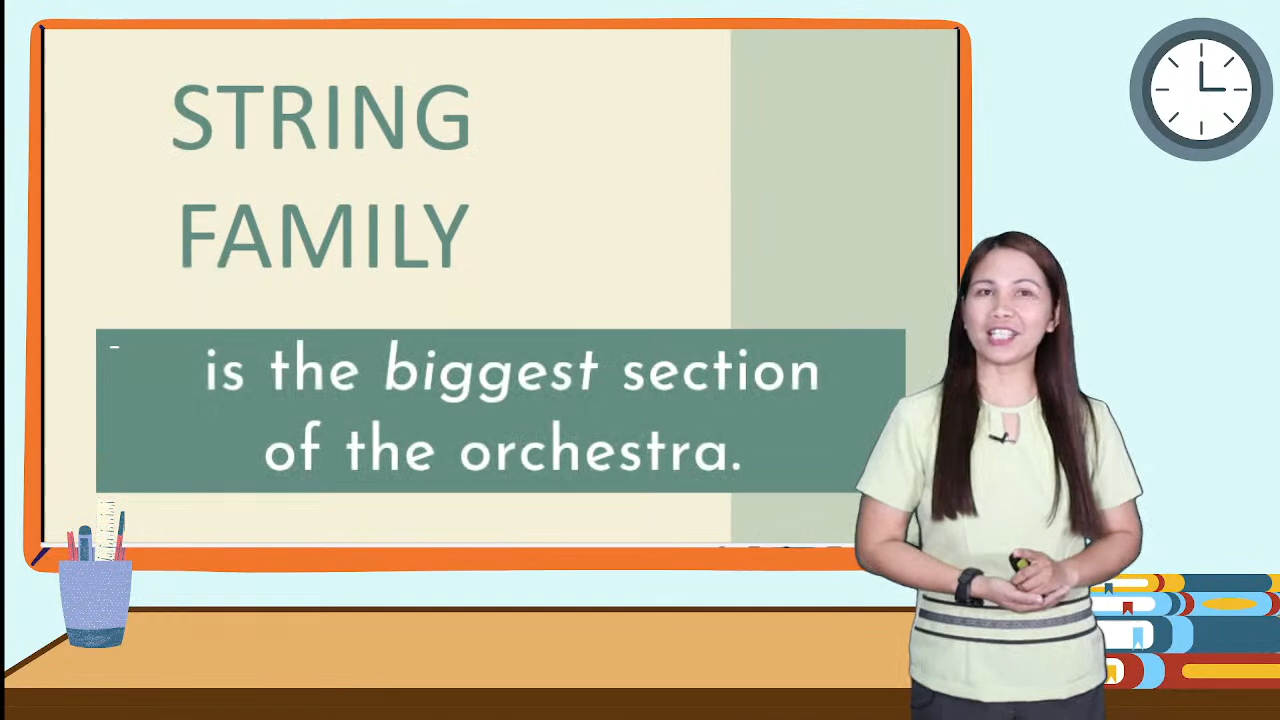 STRING
FAMILY
- is the biggest section
of the orchestra.